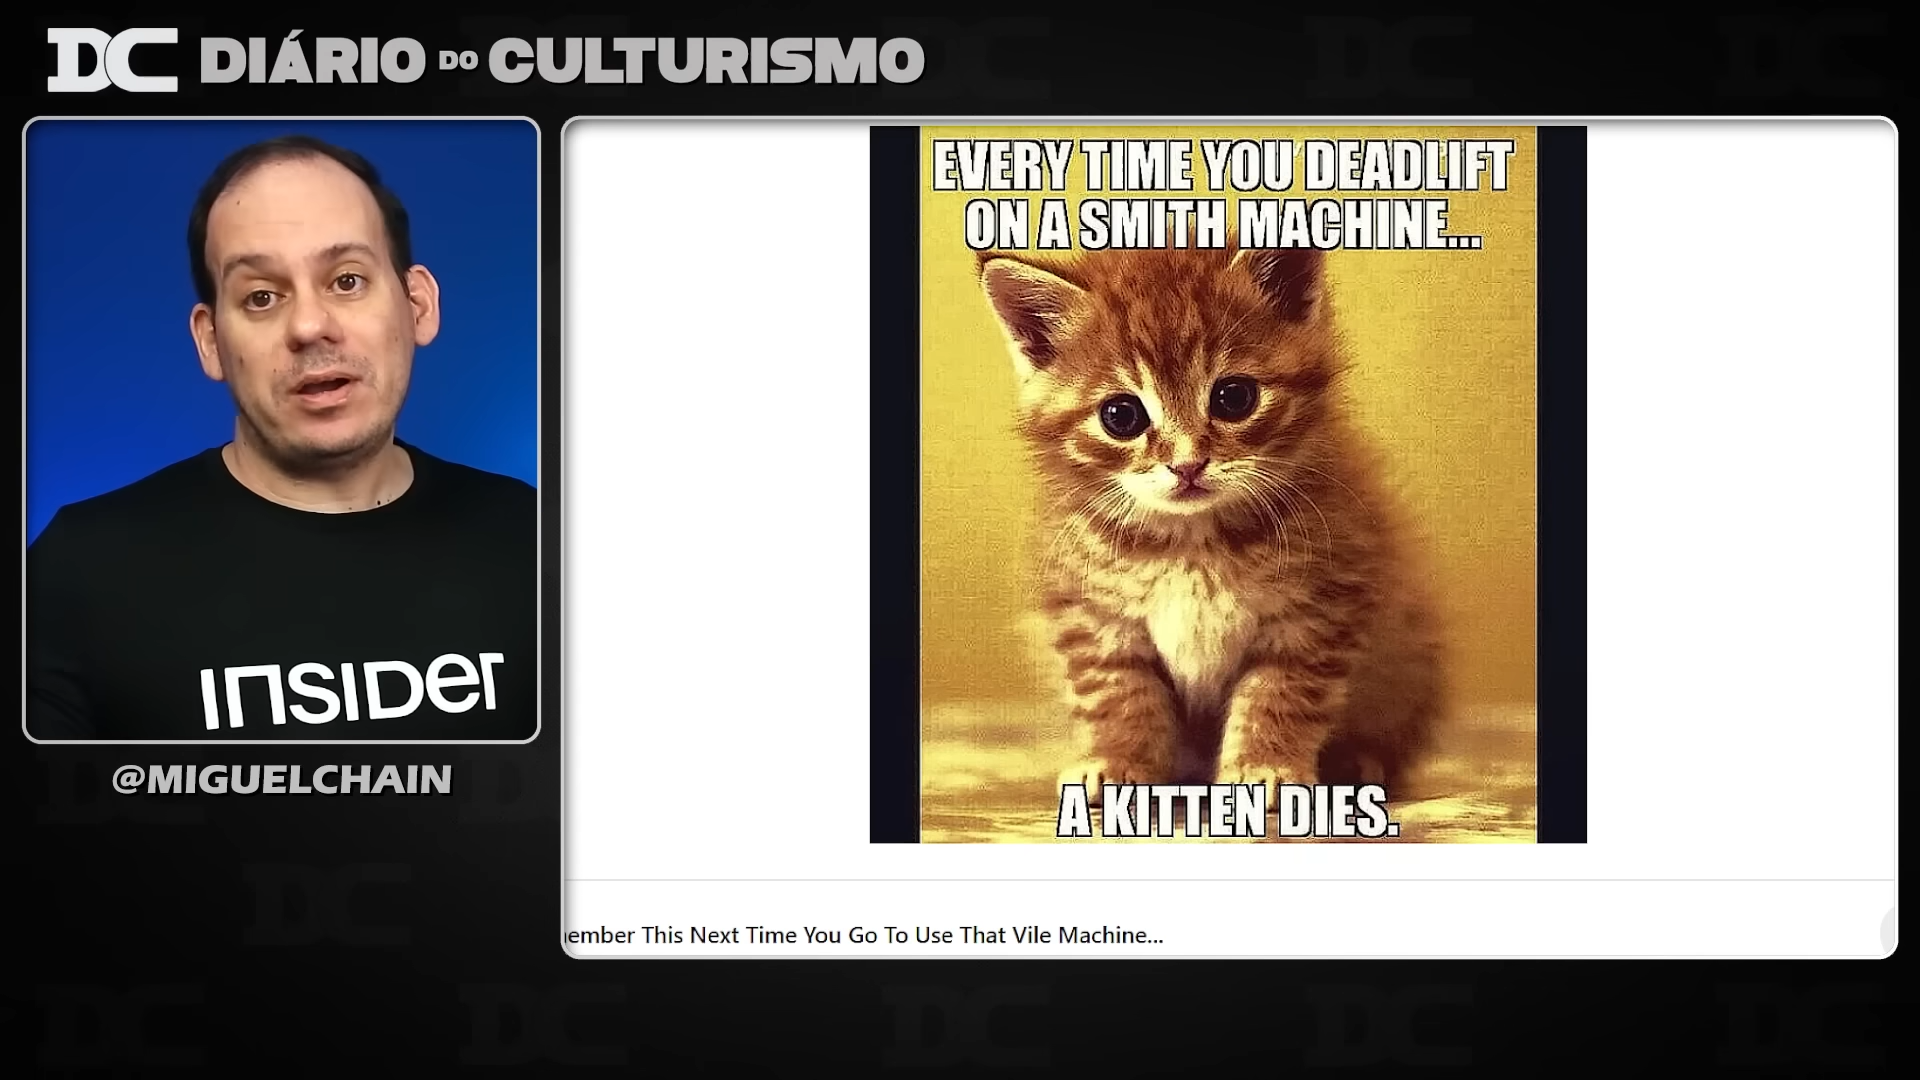 DC DIÁRIO DO CULTURISMO
EVERY TIME YOU DEADLIFT
ON A SMITH MACHINE...
INSIDER
@MIGUELCHAIN
A KITTEN DIES.
This Next Time You Go To Use That Vile Machine...